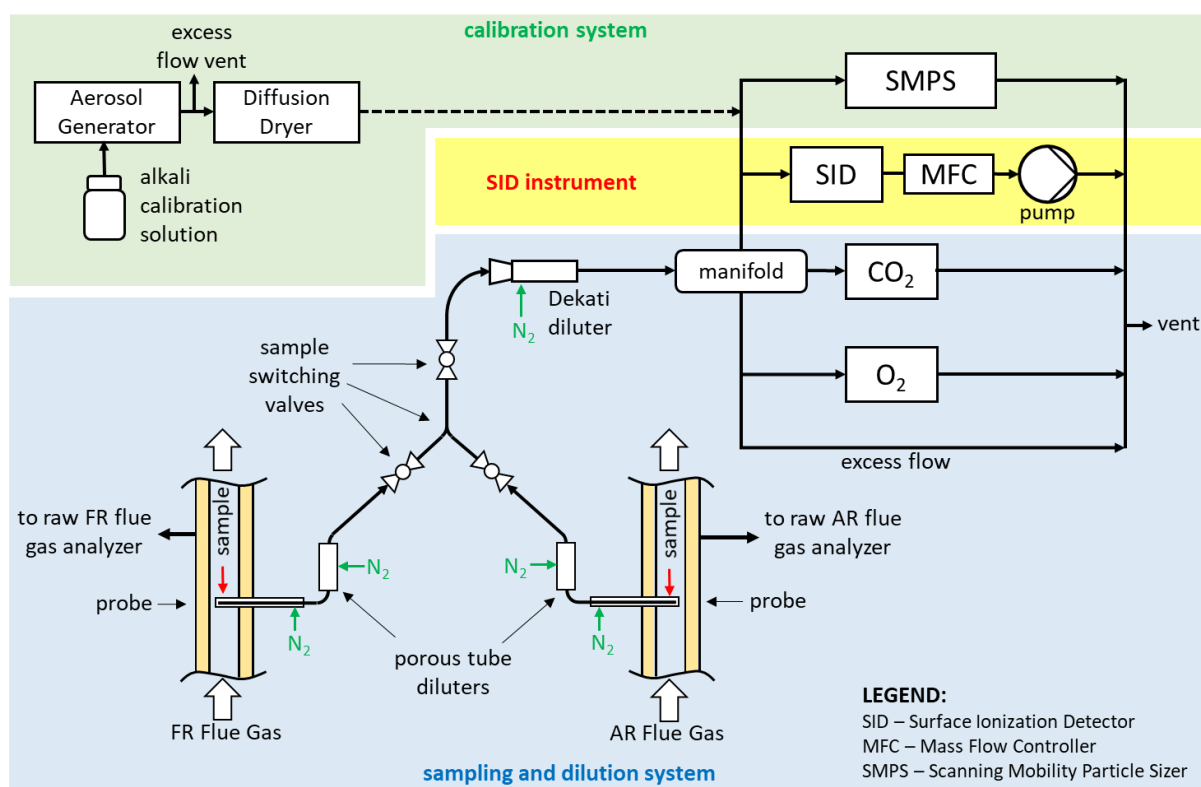 calibration system
excess
flow vent
Aerosol
Generator
Diffusion
Dryer
alkali
calibration
solution
SMPS
SID instrument
SID
MFC
pump
manifold
CO₂
Dekati
diluter
N₂
vent
sample
switching
valves
O₂
excess flow
to raw FR flue
gas analyzer
sample
probe
N₂
N₂
FR Flue Gas
porous tube
diluters
N₂
N₂
sample
to raw AR flue
gas analyzer
probe
AR Flue Gas
sampling and dilution system
LEGEND:
SID – Surface Ionization Detector
MFC – Mass Flow Controller
SMPS – Scanning Mobility Particle Sizer